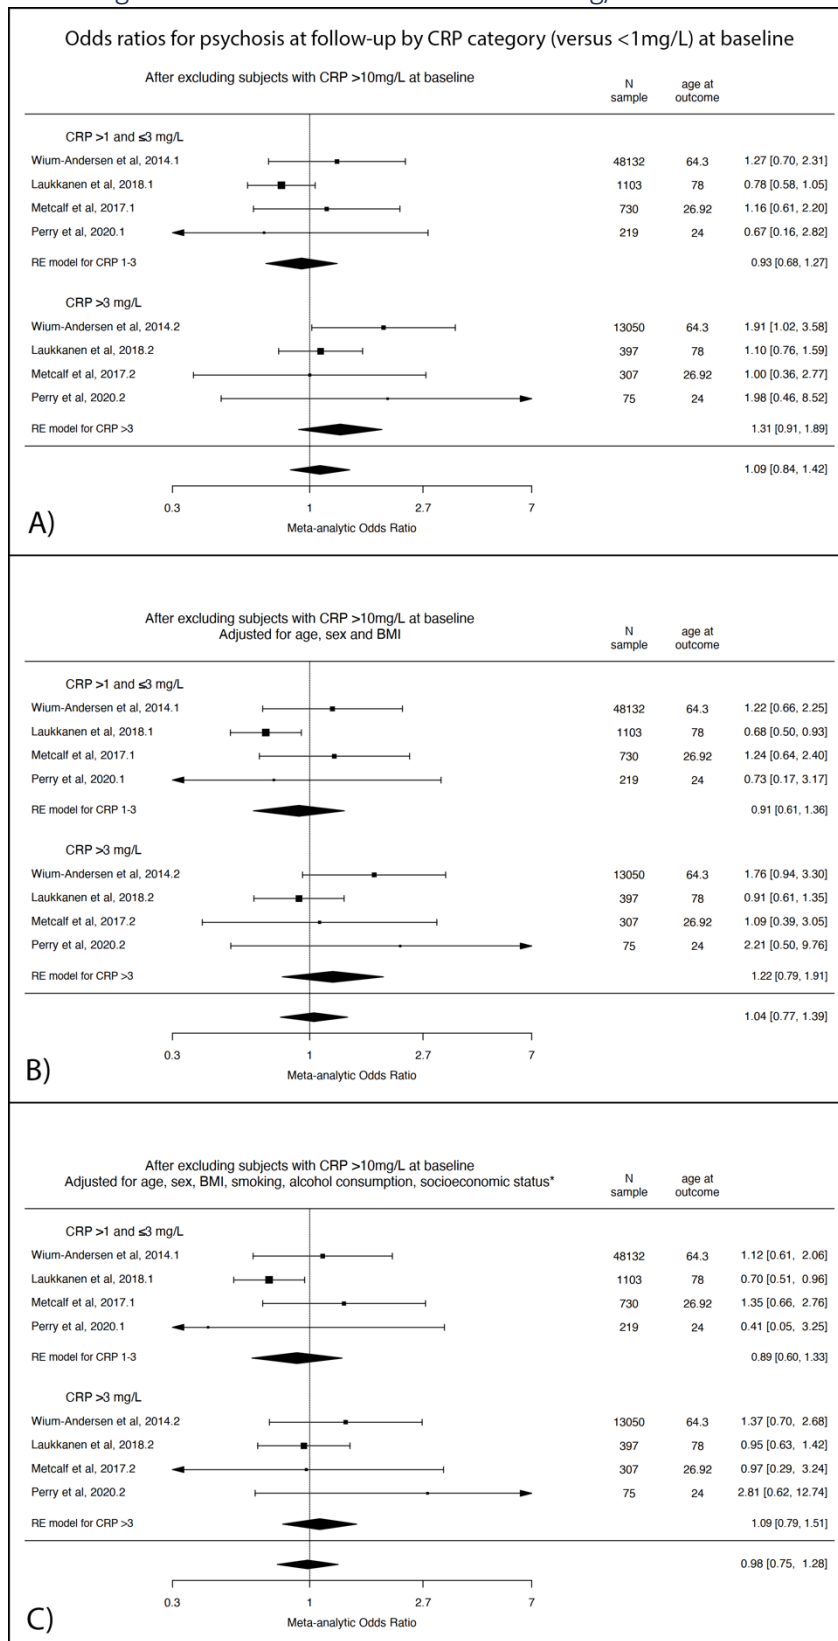 Odds ratios for psychosis at follow-up by CRP category (versus <1mg/L) at baseline
After excluding subjects with CRP >10mg/L at baseline
N sample age at outcome
CRP >1 and ≤3 mg/L
Wium-Andersen et al, 2014.1 48132 64.3 1.27 [0.70, 2.31]
Laukkanen et al, 2018.1 1103 78 0.78 [0.58, 1.05]
Metcalf et al, 2017.1 730 26.92 1.16 [0.61, 2.20]
Perry et al, 2020.1 219 24 0.67 [0.16, 2.82]
RE model for CRP 1-3 0.93 [0.68, 1.27]
CRP >3 mg/L
Wium-Andersen et al, 2014.2 13050 64.3 1.91 [1.02, 3.58]
Laukkanen et al, 2018.2 397 78 1.10 [0.76, 1.59]
Metcalf et al, 2017.2 307 26.92 1.00 [0.36, 2.77]
Perry et al, 2020.2 75 24 1.98 [0.46, 8.52]
RE model for CRP >3 1.31 [0.91, 1.89]
1.09 [0.84, 1.42]
0.3 1 2.7 7
Meta-analytic Odds Ratio
A)
After excluding subjects with CRP >10mg/L at baseline
Adjusted for age, sex and BMI
N sample age at outcome
CRP >1 and ≤3 mg/L
Wium-Andersen et al, 2014.1 48132 64.3 1.22 [0.66, 2.25]
Laukkanen et al, 2018.1 1103 78 0.68 [0.50, 0.93]
Metcalf et al, 2017.1 730 26.92 1.24 [0.64, 2.40]
Perry et al, 2020.1 219 24 0.73 [0.17, 3.17]
RE model for CRP 1-3 0.91 [0.61, 1.36]
CRP >3 mg/L
Wium-Andersen et al, 2014.2 13050 64.3 1.76 [0.94, 3.30]
Laukkanen et al, 2018.2 397 78 0.91 [0.61, 1.35]
Metcalf et al, 2017.2 307 26.92 1.09 [0.39, 3.05]
Perry et al, 2020.2 75 24 2.21 [0.50, 9.76]
RE model for CRP >3 1.22 [0.79, 1.91]
1.04 [0.77, 1.39]
0.3 1 2.7 7
Meta-analytic Odds Ratio
B)
After excluding subjects with CRP >10mg/L at baseline
Adjusted for age, sex, BMI, smoking, alcohol consumption, socioeconomic status*
N sample age at outcome
CRP >1 and ≤3 mg/L
Wium-Andersen et al, 2014.1 48132 64.3 1.12 [0.61, 2.06]
Laukkanen et al, 2018.1 1103 78 0.70 [0.51, 0.96]
Metcalf et al, 2017.1 730 26.92 1.35 [0.66, 2.76]
Perry et al, 2020.1 219 24 0.41 [0.05, 3.25]
RE model for CRP 1-3 0.89 [0.60, 1.33]
CRP >3 mg/L
Wium-Andersen et al, 2014.2 13050 64.3 1.37 [0.70, 2.68]
Laukkanen et al, 2018.2 397 78 0.95 [0.63, 1.42]
Metcalf et al, 2017.2 307 26.92 0.97 [0.29, 3.24]
Perry et al, 2020.2 75 24 2.81 [0.62, 12.74]
RE model for CRP >3 1.09 [0.79, 1.51]
0.98 [0.75, 1.28]
0.3 1 2.7 7
Meta-analytic Odds Ratio
C)